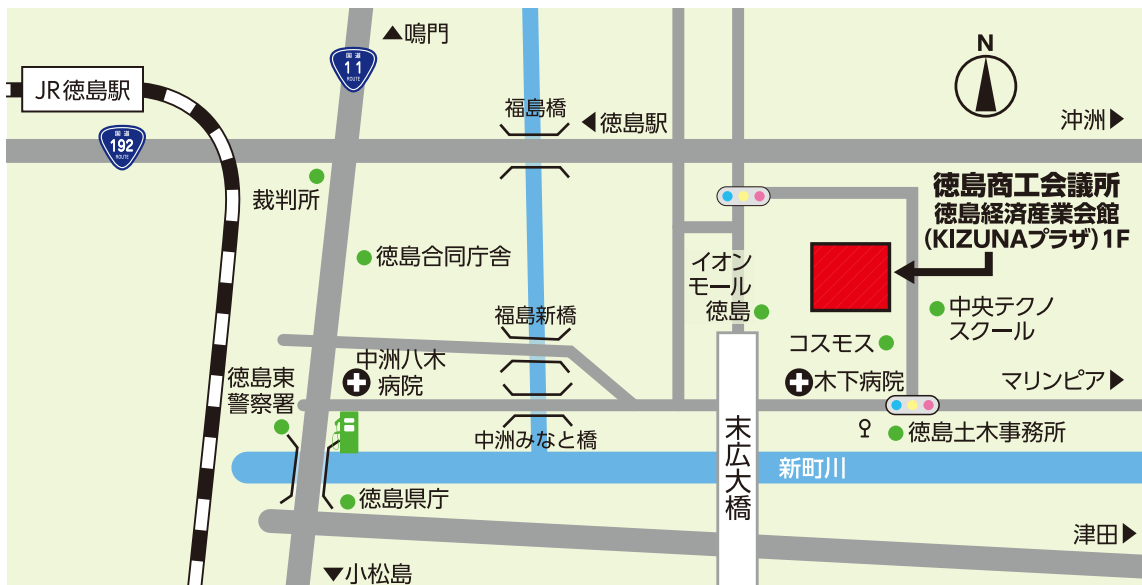 ▲鳴門
国道
11
ROUTE
N
JR徳島駅
福島橋
◀徳島駅
沖洲▶
国道
192
ROUTE
裁判所
徳島商工会議所
徳島経済産業会館
(KIZUNAプラザ)1F
徳島合同庁舎
イオン
モール
徳島
中央テクノ
スクール
福島新橋
コスモス
中洲八木
病院
徳島東
警察署
木下病院
マリンピア▶
末広大橋
中洲みなと橋
徳島土木事務所
新町川
徳島県庁
津田▶
▼小松島